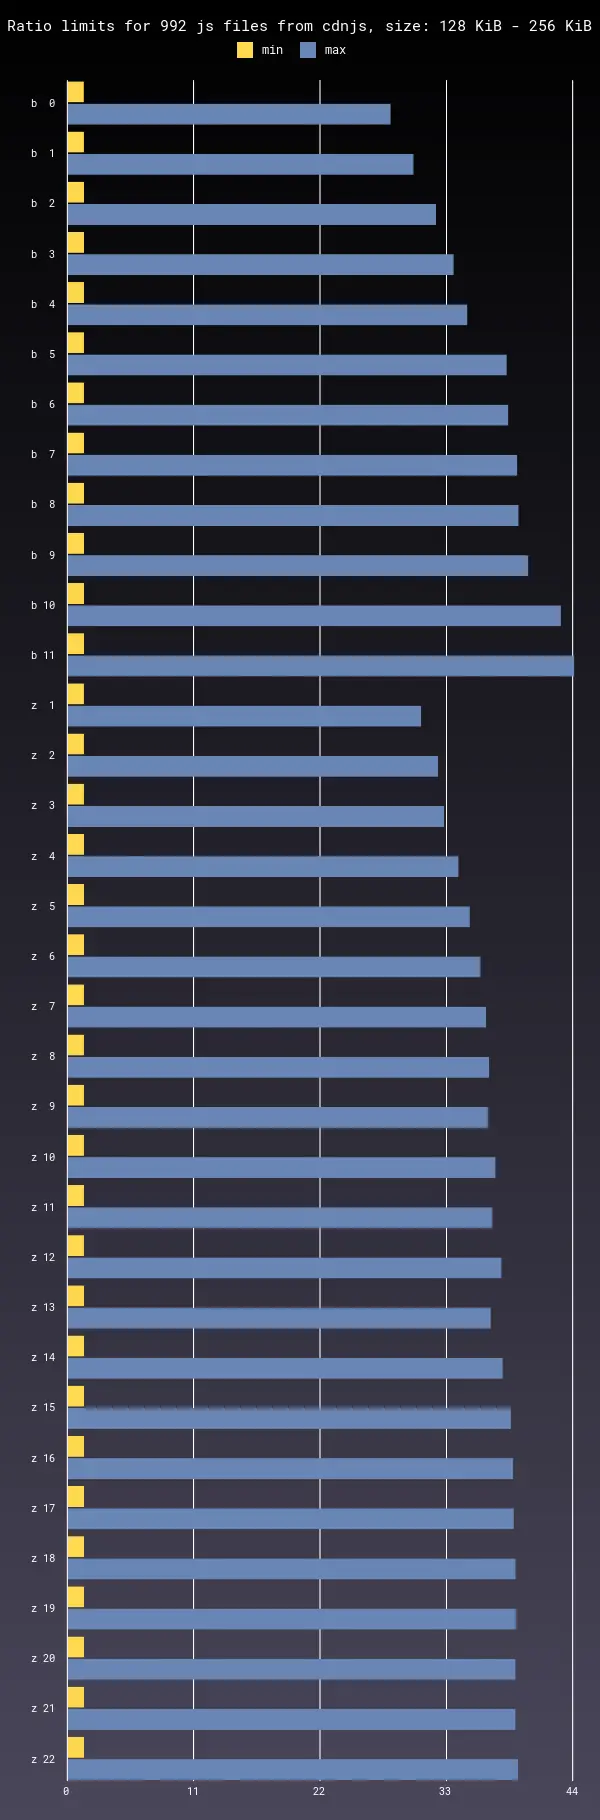 Ratio limits for 992 js files from cdnjs, size: 128 KiB - 256 KiB
min max
b 0
b 1
b 2
b 3
b 4
b 5
b 6
b 7
b 8
b 9
b 10
b 11
z 1
z 2
z 3
z 4
z 5
z 6
z 7
z 8
z 9
z 10
z 11
z 12
z 13
z 14
z 15
z 16
z 17
z 18
z 19
z 20
z 21
z 22
0 11 22 33 44